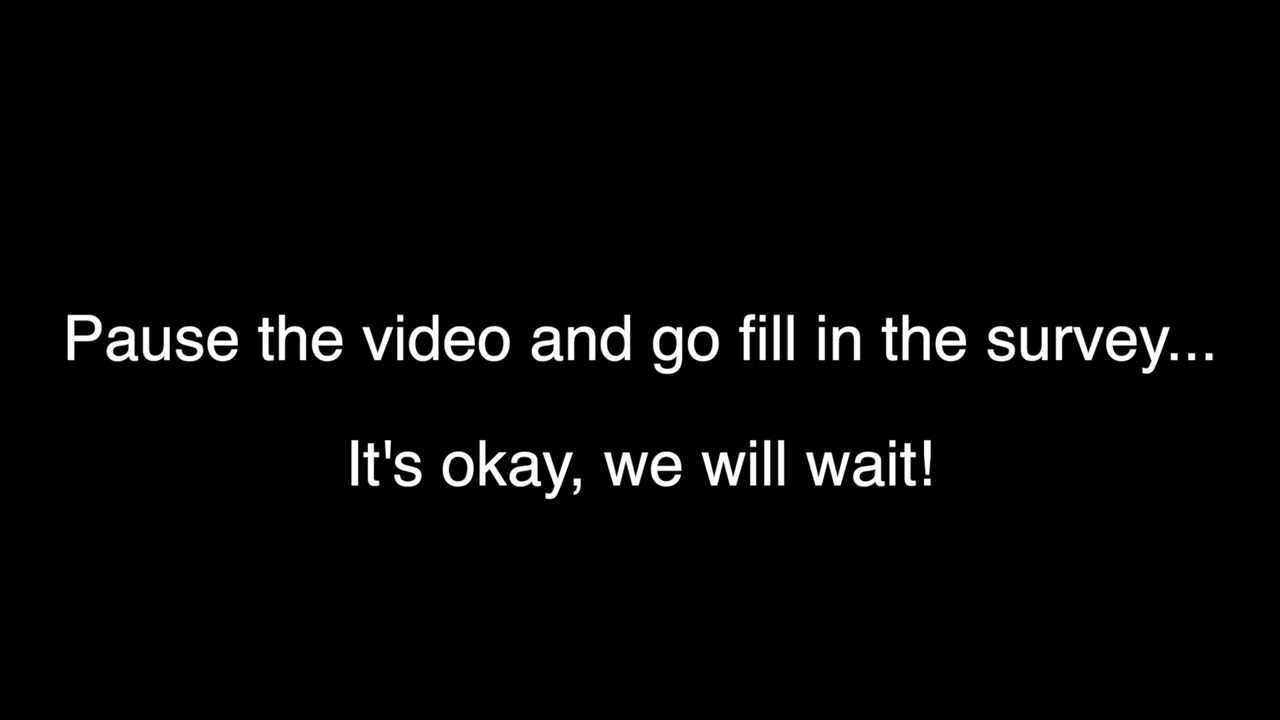 Pause the video and go fill in the survey...
It's okay, we will wait!